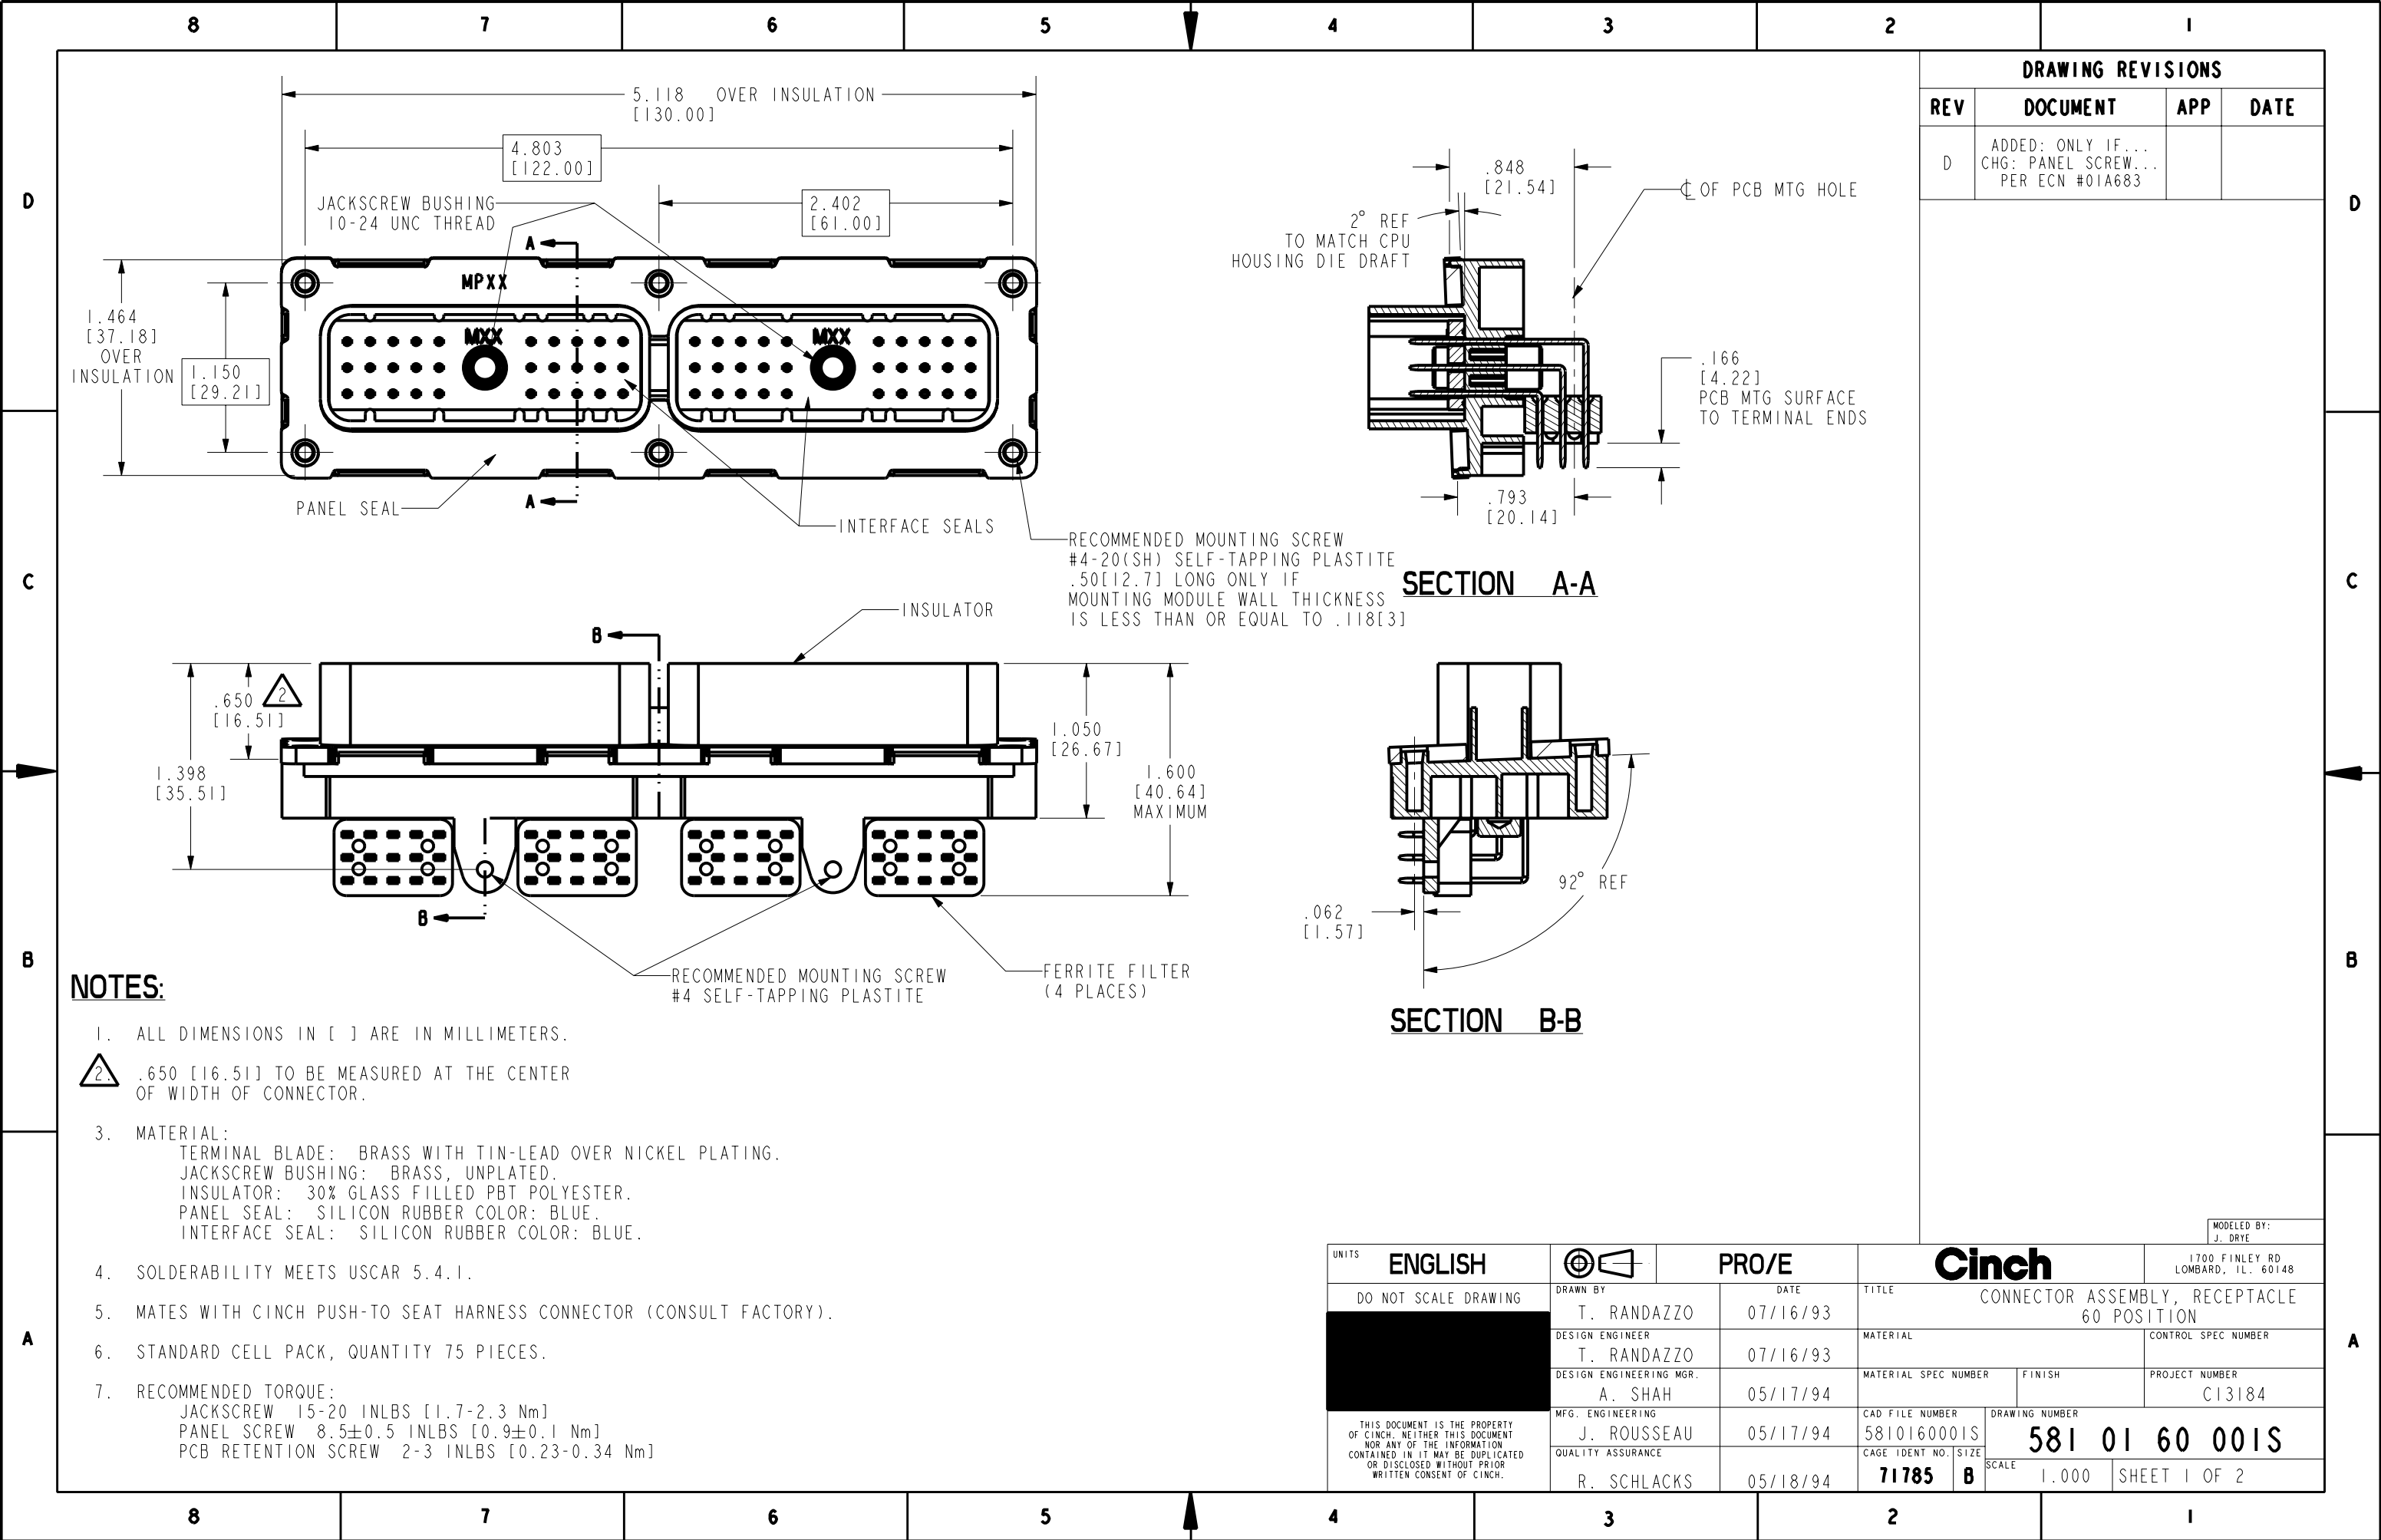 8 7 6 5 4 3 2 1
DRAWING REVISIONS
REV DOCUMENT APP DATE
D ADDED: ONLY IF...
CHG: PANEL SCREW...
PER ECN #01A683
D
D
5.118 OVER INSULATION
[130.00]
4.803
[122.00]
JACKSCREW BUSHING
10-24 UNC THREAD
2.402
[61.00]
A
MPXX
MXX
MXX
1.464
[37.18]
OVER
INSULATION
1.150
[29.21]
PANEL SEAL
A
INTERFACE SEALS
RECOMMENDED MOUNTING SCREW
#4-20(SH) SELF-TAPPING PLASTITE
.50[12.7] LONG ONLY IF
MOUNTING MODULE WALL THICKNESS
IS LESS THAN OR EQUAL TO .118[3]
.848
[21.54]
℄ OF PCB MTG HOLE
2° REF
TO MATCH CPU
HOUSING DIE DRAFT
.166
[4.22]
PCB MTG SURFACE
TO TERMINAL ENDS
.793
[20.14]
SECTION A-A
C
C
INSULATOR
B
.650 2
[16.51]
1.398
[35.51]
1.050
[26.67]
1.600
[40.64]
MAXIMUM
B
RECOMMENDED MOUNTING SCREW
#4 SELF-TAPPING PLASTITE
FERRITE FILTER
(4 PLACES)
92° REF
.062
[1.57]
SECTION B-B
B
B
NOTES:
1. ALL DIMENSIONS IN [ ] ARE IN MILLIMETERS.
2. .650 [16.51] TO BE MEASURED AT THE CENTER
OF WIDTH OF CONNECTOR.
3. MATERIAL:
TERMINAL BLADE: BRASS WITH TIN-LEAD OVER NICKEL PLATING.
JACKSCREW BUSHING: BRASS, UNPLATED.
INSULATOR: 30% GLASS FILLED PBT POLYESTER.
PANEL SEAL: SILICON RUBBER COLOR: BLUE.
INTERFACE SEAL: SILICON RUBBER COLOR: BLUE.
4. SOLDERABILITY MEETS USCAR 5.4.1.
5. MATES WITH CINCH PUSH-TO SEAT HARNESS CONNECTOR (CONSULT FACTORY).
6. STANDARD CELL PACK, QUANTITY 75 PIECES.
7. RECOMMENDED TORQUE:
JACKSCREW 15-20 INLBS [1.7-2.3 Nm]
PANEL SCREW 8.5±0.5 INLBS [0.9±0.1 Nm]
PCB RETENTION SCREW 2-3 INLBS [0.23-0.34 Nm]
A
A
MODELED BY:
J. DRYE
UNITS ENGLISH
PRO/E
Cinch
1700 FINLEY RD
LOMBARD, IL. 60148
DO NOT SCALE DRAWING
DRAWN BY DATE
T. RANDAZZO 07/16/93
TITLE CONNECTOR ASSEMBLY, RECEPTACLE
60 POSITION
DESIGN ENGINEER
T. RANDAZZO 07/16/93
MATERIAL
CONTROL SPEC NUMBER
DESIGN ENGINEERING MGR.
A. SHAH 05/17/94
MATERIAL SPEC NUMBER
FINISH
PROJECT NUMBER
C13184
THIS DOCUMENT IS THE PROPERTY
OF CINCH. NEITHER THIS DOCUMENT
NOR ANY OF THE INFORMATION
CONTAINED IN IT MAY BE DUPLICATED
OR DISCLOSED WITHOUT PRIOR
WRITTEN CONSENT OF CINCH.
MFG. ENGINEERING
J. ROUSSEAU 05/17/94
CAD FILE NUMBER
5810160001S
DRAWING NUMBER
581 01 60 001S
QUALITY ASSURANCE
R. SCHLACKS 05/18/94
CAGE IDENT NO. SIZE
71785 B
SCALE 1.000
SHEET 1 OF 2
8 7 6 5 4 3 2 1